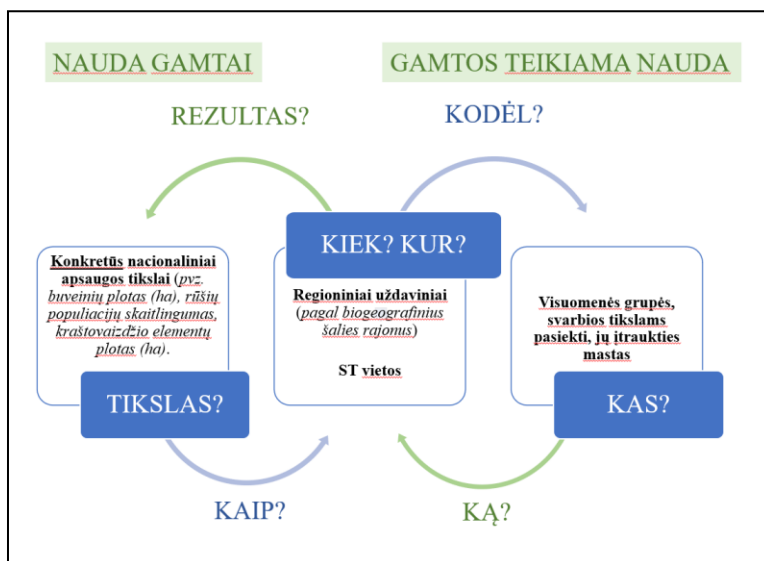 NAUDA GAMTAI
GAMTOS TEIKIAMA NAUDA
REZULTAS?
KODĖL?
Konkretūs nacionaliniai
apsaugos tikslai (pvz.
buveinių plotas (ha), rūšių
populiacijų skaitlingumas,
kraštovaizdžio elementų
plotas (ha).
TIKSLAS?
KIEK? KUR?
Regioniniai uždaviniai
(pagal biogeografinius
šalies rajonus)
ST vietos
Visuomenės grupės,
svarbios tikslams
pasiekti, jų įtraukties
mastas
KAS?
KAIP?
KĄ?